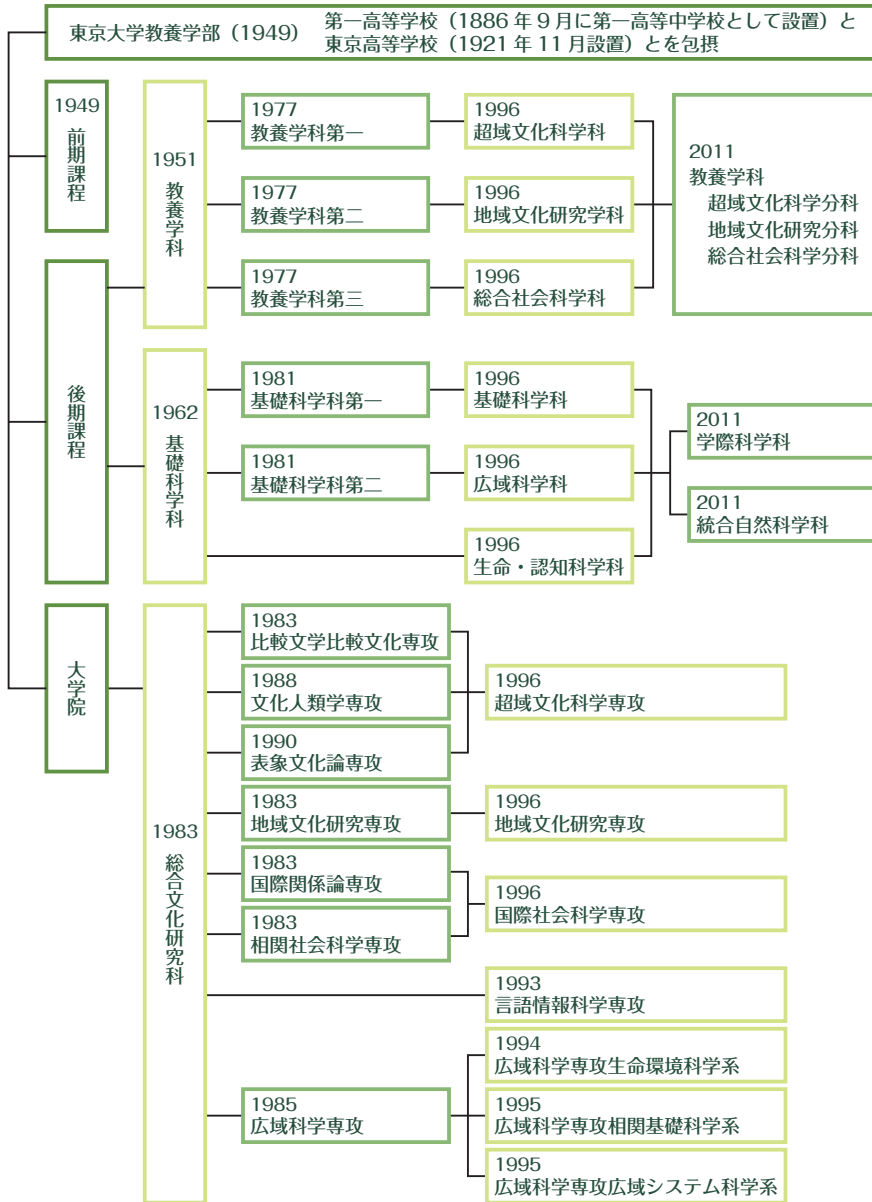 東京大学教養学部（1949）
第一高等学校（1886 年 9 月に第一高等中学校として設置）と
東京高等学校（1921 年 11 月設置）とを包摂
1949
前期課程
1951
教養学科
1977
教養学科第一
1996
超域文化科学科
1977
教養学科第二
1996
地域文化研究学科
1977
教養学科第三
1996
総合社会科学科
2011
教養学科
超域文化科学分科
地域文化研究分科
総合社会科学分科
後期課程
1962
基礎科学科
1981
基礎科学科第一
1996
基礎科学科
1981
基礎科学科第二
1996
広域科学科
1996
生命・認知科学科
2011
学際科学科
2011
統合自然科学科
大学院
1983
総合文化研究科
1983
比較文学比較文化専攻
1988
文化人類学専攻
1990
表象文化論専攻
1996
超域文化科学専攻
1983
地域文化研究専攻
1996
地域文化研究専攻
1983
国際関係論専攻
1983
相関社会科学専攻
1996
国際社会科学専攻
1993
言語情報科学専攻
1985
広域科学専攻
1994
広域科学専攻生命環境科学系
1995
広域科学専攻相関基礎科学系
1995
広域科学専攻広域システム科学系